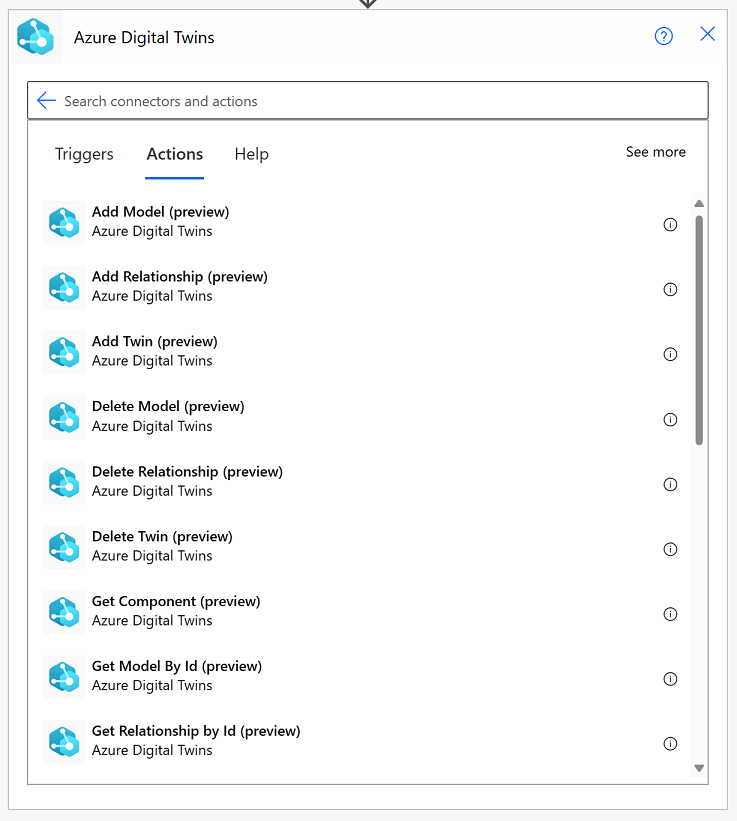 Azure Digital Twins
Search connectors and actions
Triggers Actions Help See more
Add Model (preview)
Azure Digital Twins
Add Relationship (preview)
Azure Digital Twins
Add Twin (preview)
Azure Digital Twins
Delete Model (preview)
Azure Digital Twins
Delete Relationship (preview)
Azure Digital Twins
Delete Twin (preview)
Azure Digital Twins
Get Component (preview)
Azure Digital Twins
Get Model By Id (preview)
Azure Digital Twins
Get Relationship by Id (preview)
Azure Digital Twins